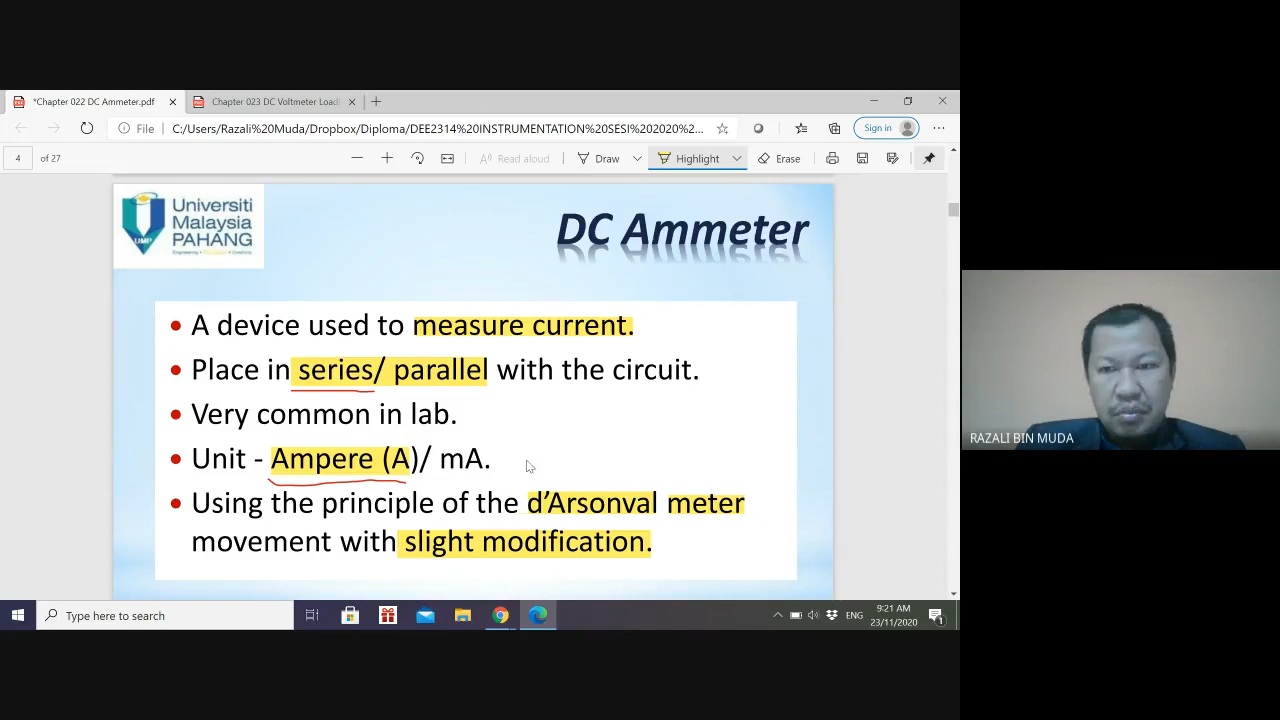 *Chapter 022 DC Ammeter.pdf
Chapter 023 DC Voltmeter Loadi
File
C:/Users/Razali%20Muda/Dropbox/Diploma/DEE2314%20INSTRUMENTATION%20SESI%202020%2...
Sign in
4 of 27
Read aloud
Draw
Highlight
Erase
Universiti
Malaysia
PAHANG
UMP
DC Ammeter
• A device used to measure current.
• Place in series/ parallel with the circuit.
• Very common in lab.
• Unit - Ampere (A)/ mA.
• Using the principle of the d’Arsonval meter
movement with slight modification.
RAZALI BIN MUDA
Type here to search
ENG
9:21 AM
23/11/2020
1